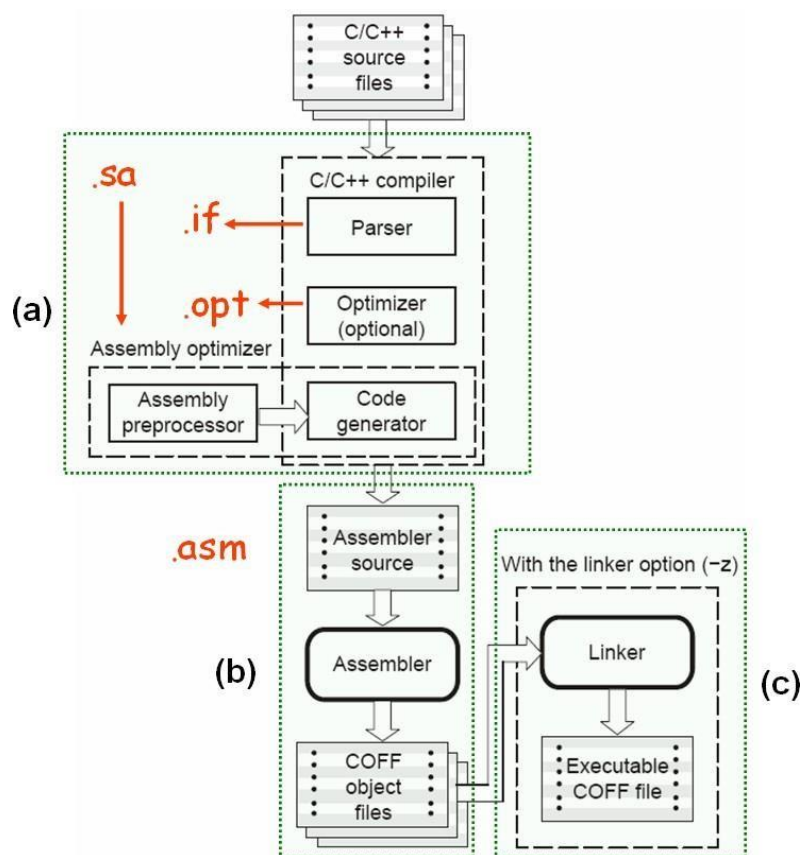 C/C++
source
files
.sa
C/C++ compiler
.if
Parser
(a)
.opt
Optimizer
(optional)
Assembly optimizer
Assembly
preprocessor
Code
generator
.asm
Assembler
source
With the linker option (−z)
(b)
Assembler
Linker
(c)
COFF
object
files
Executable
COFF file